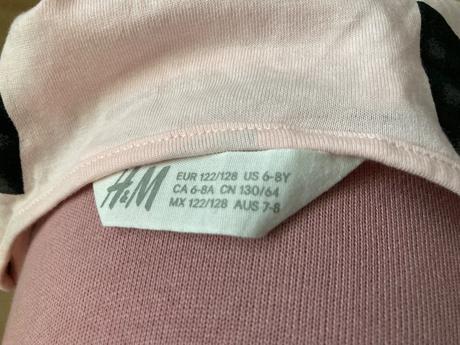 H&M
EUR 122/128 US 6-8Y
CA 6-8A CN 130/64
MX 122/128 AUS 7-8